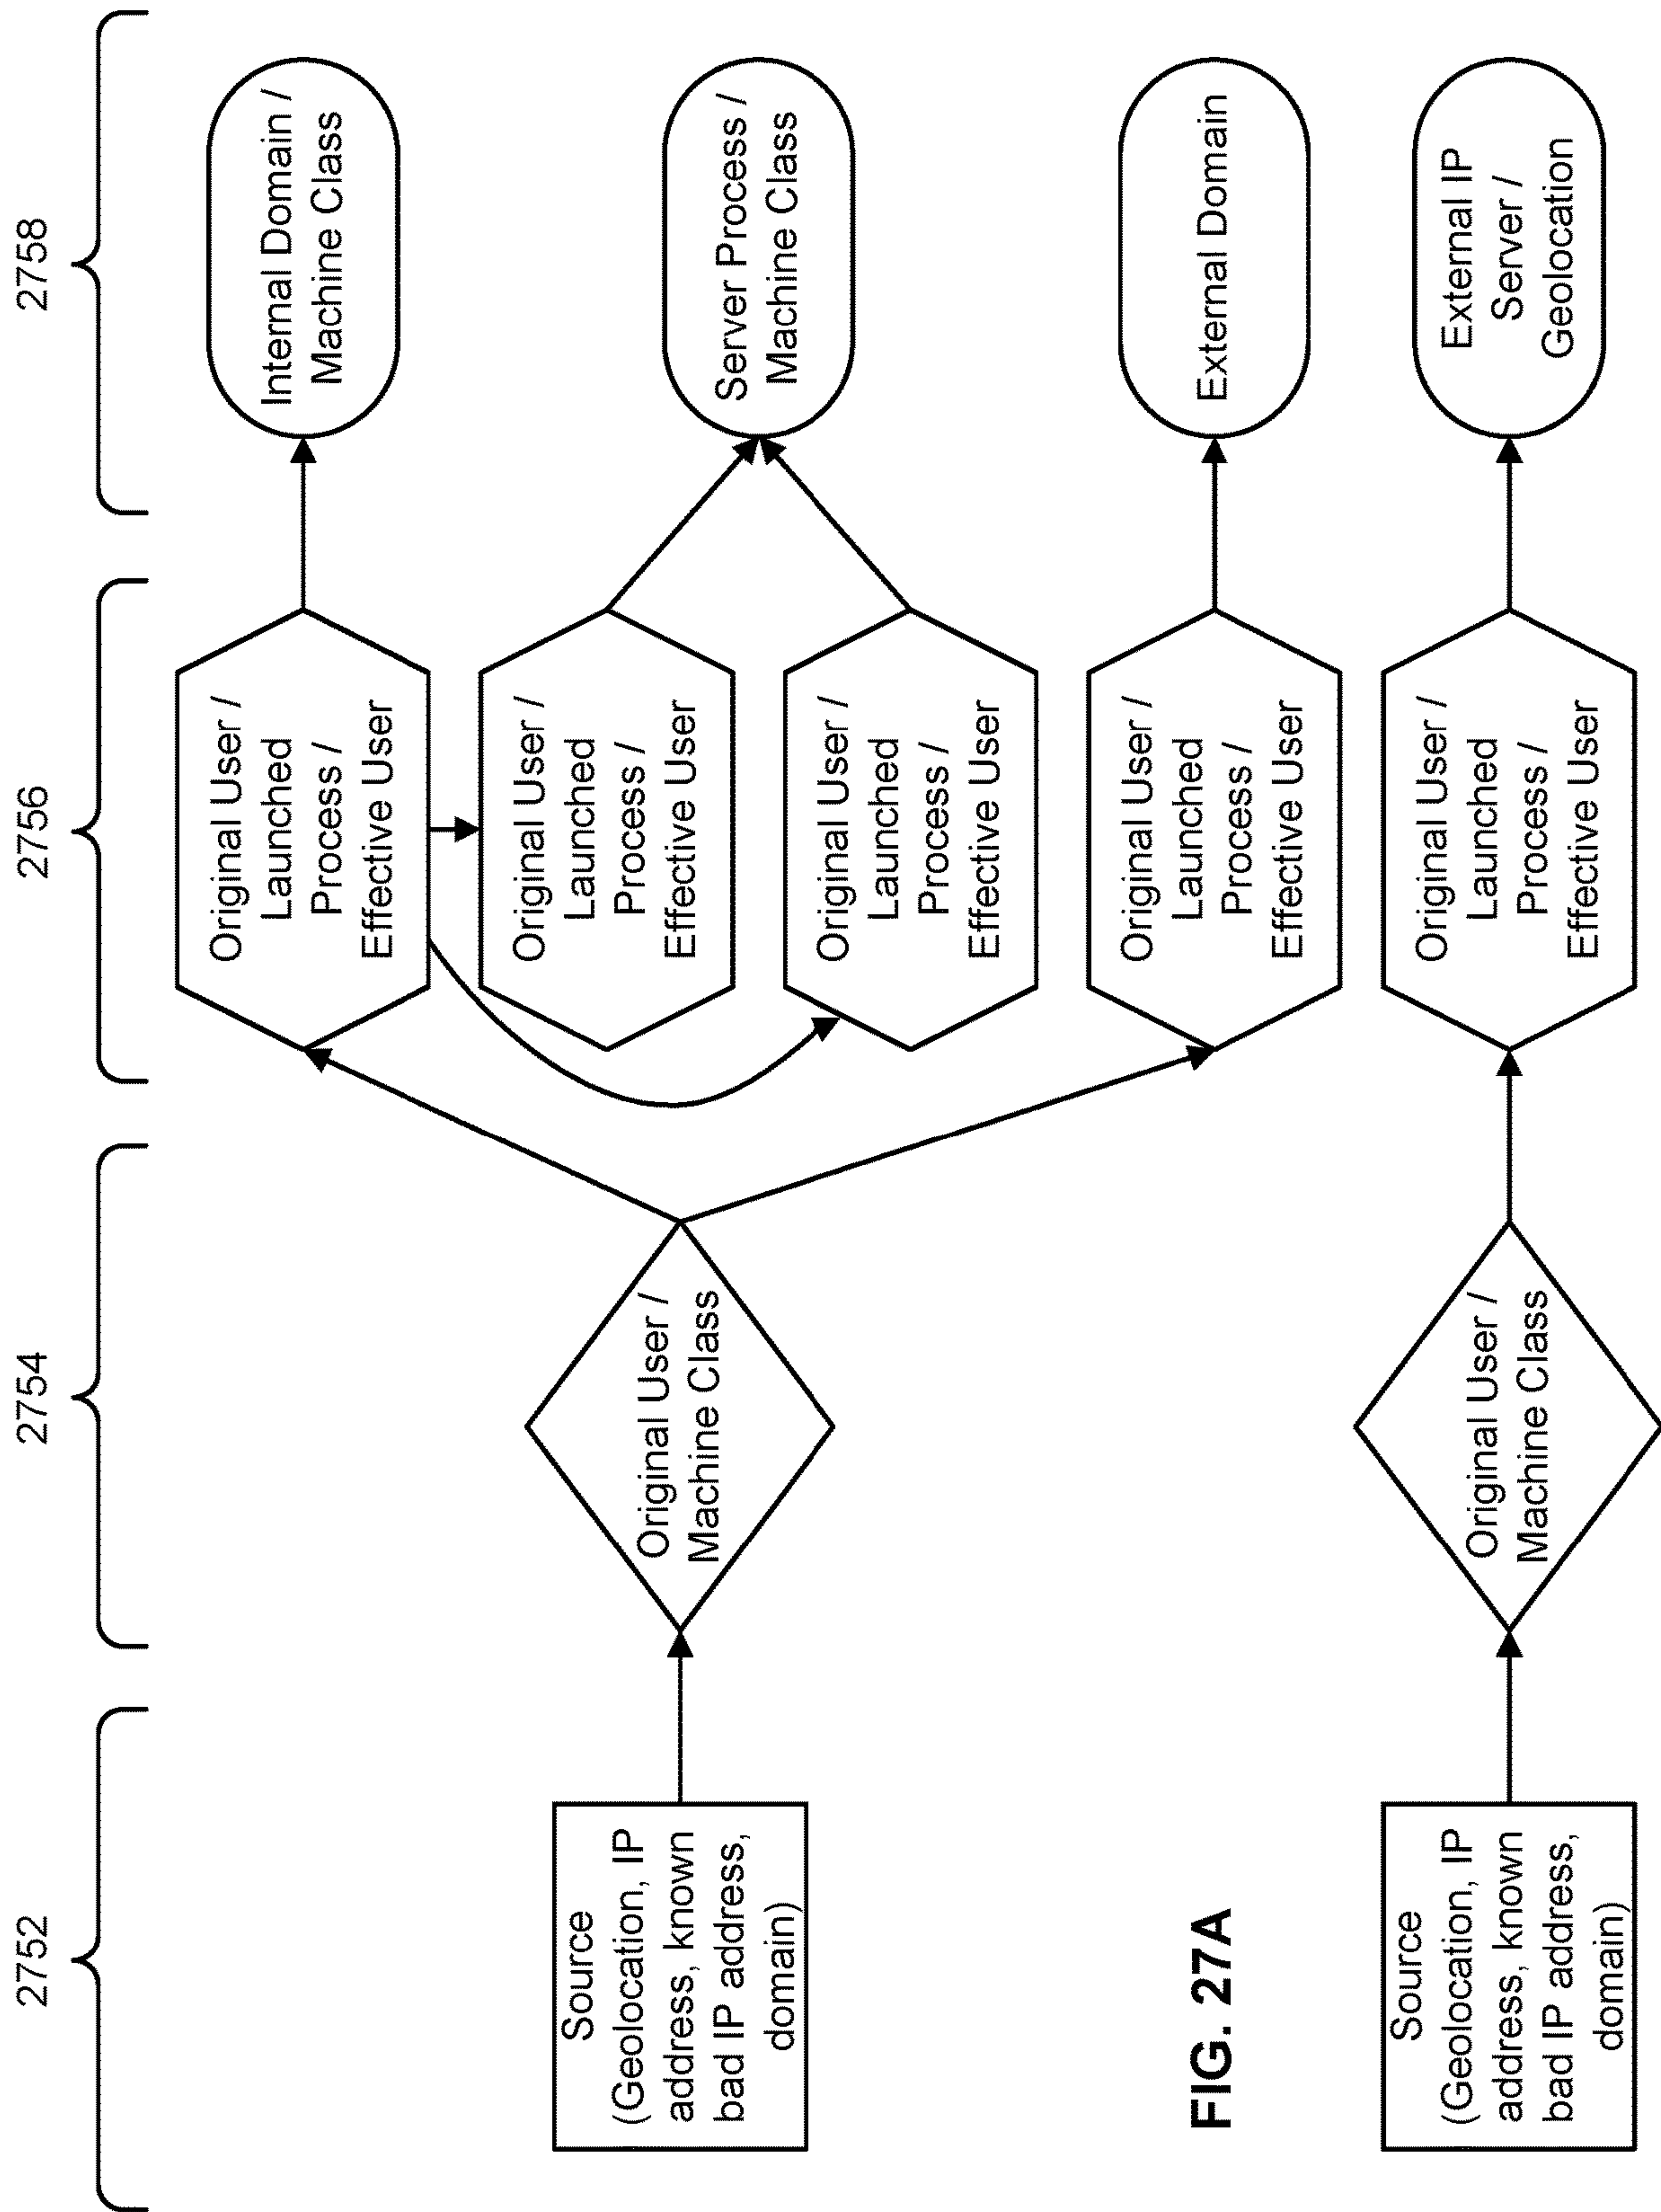 2752
2754
2756
2758
Source
(Geolocation, IP
address, known
bad IP address,
domain)
Original User /
Machine Class
Original User /
Launched
Process /
Effective User
Internal Domain /
Machine Class
Original User /
Launched
Process /
Effective User
Original User /
Launched
Process /
Effective User
Server Process /
Machine Class
Original User /
Launched
Process /
Effective User
External Domain
FIG. 27A
Source
(Geolocation, IP
address, known
bad IP address,
domain)
Original User /
Machine Class
Original User /
Launched
Process /
Effective User
External IP
Server /
Geolocation